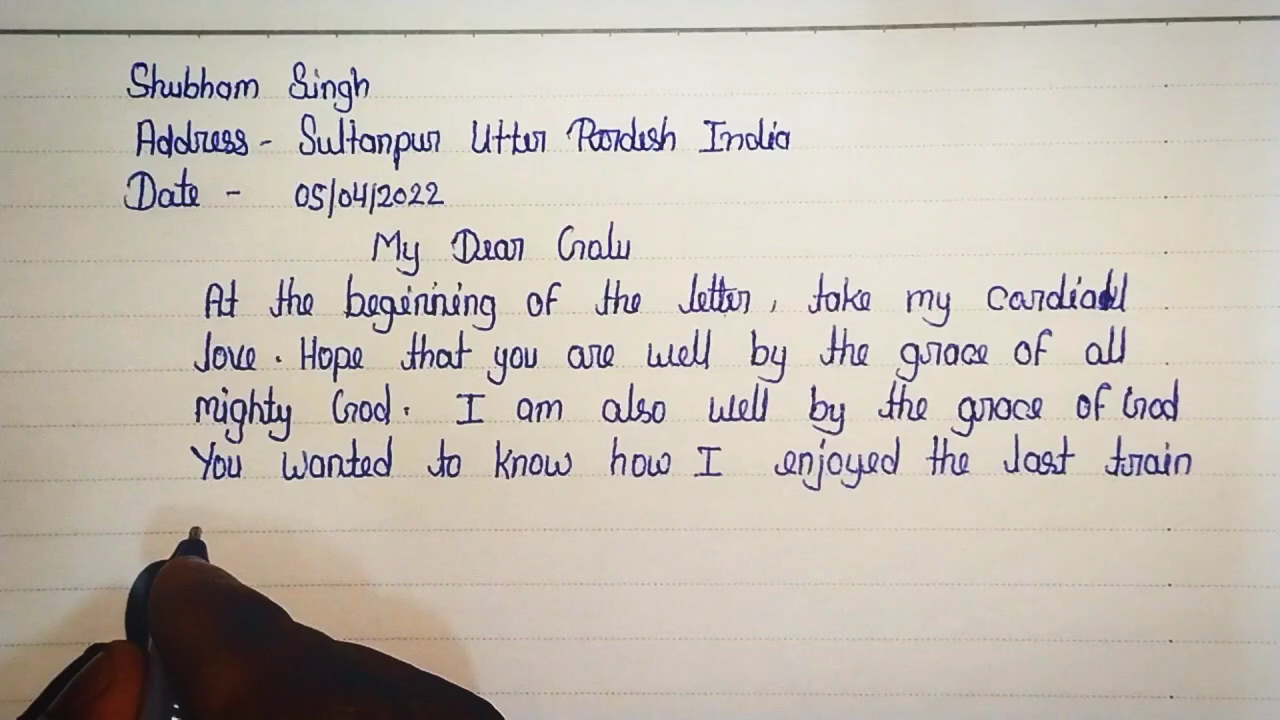 Shubham Singh
Address - Sultanpur Utter Pardesh India
Date - 05/04/2022
My Dear Golu
At the beginning of the letter, take my cardiall
love. Hope that you are well by the grace of all
mighty God. I am also well by the grace of God
You wanted to know how I enjoyed the last train